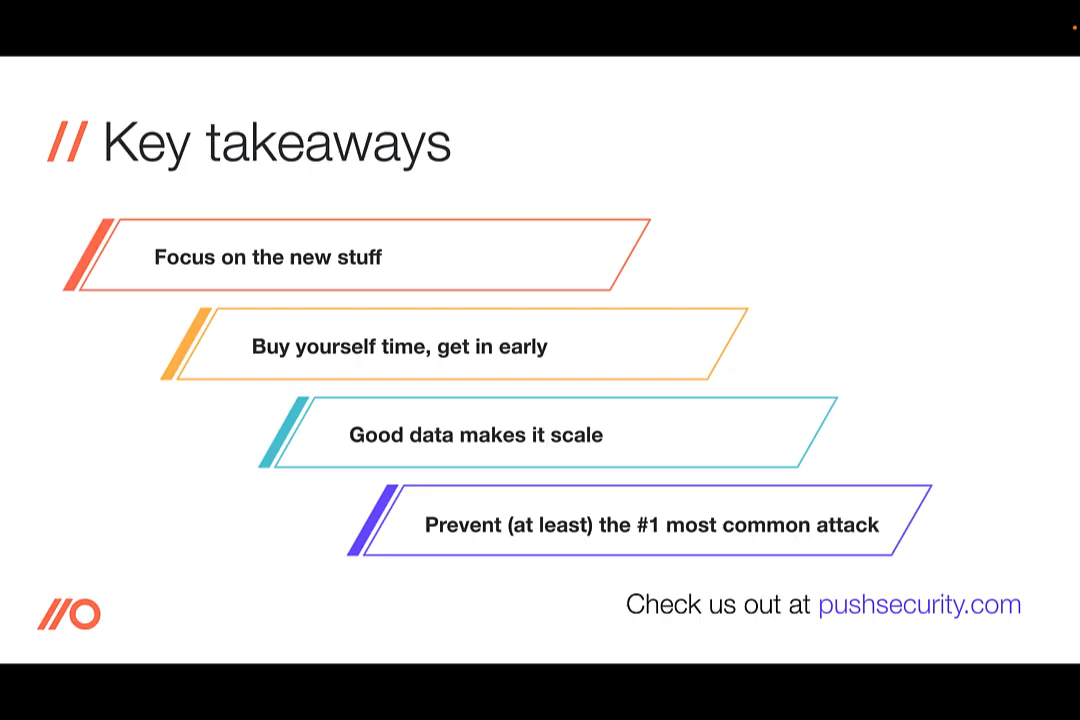 // Key takeaways
Focus on the new stuff
Buy yourself time, get in early
Good data makes it scale
Prevent (at least) the #1 most common attack
Check us out at pushsecurity.com